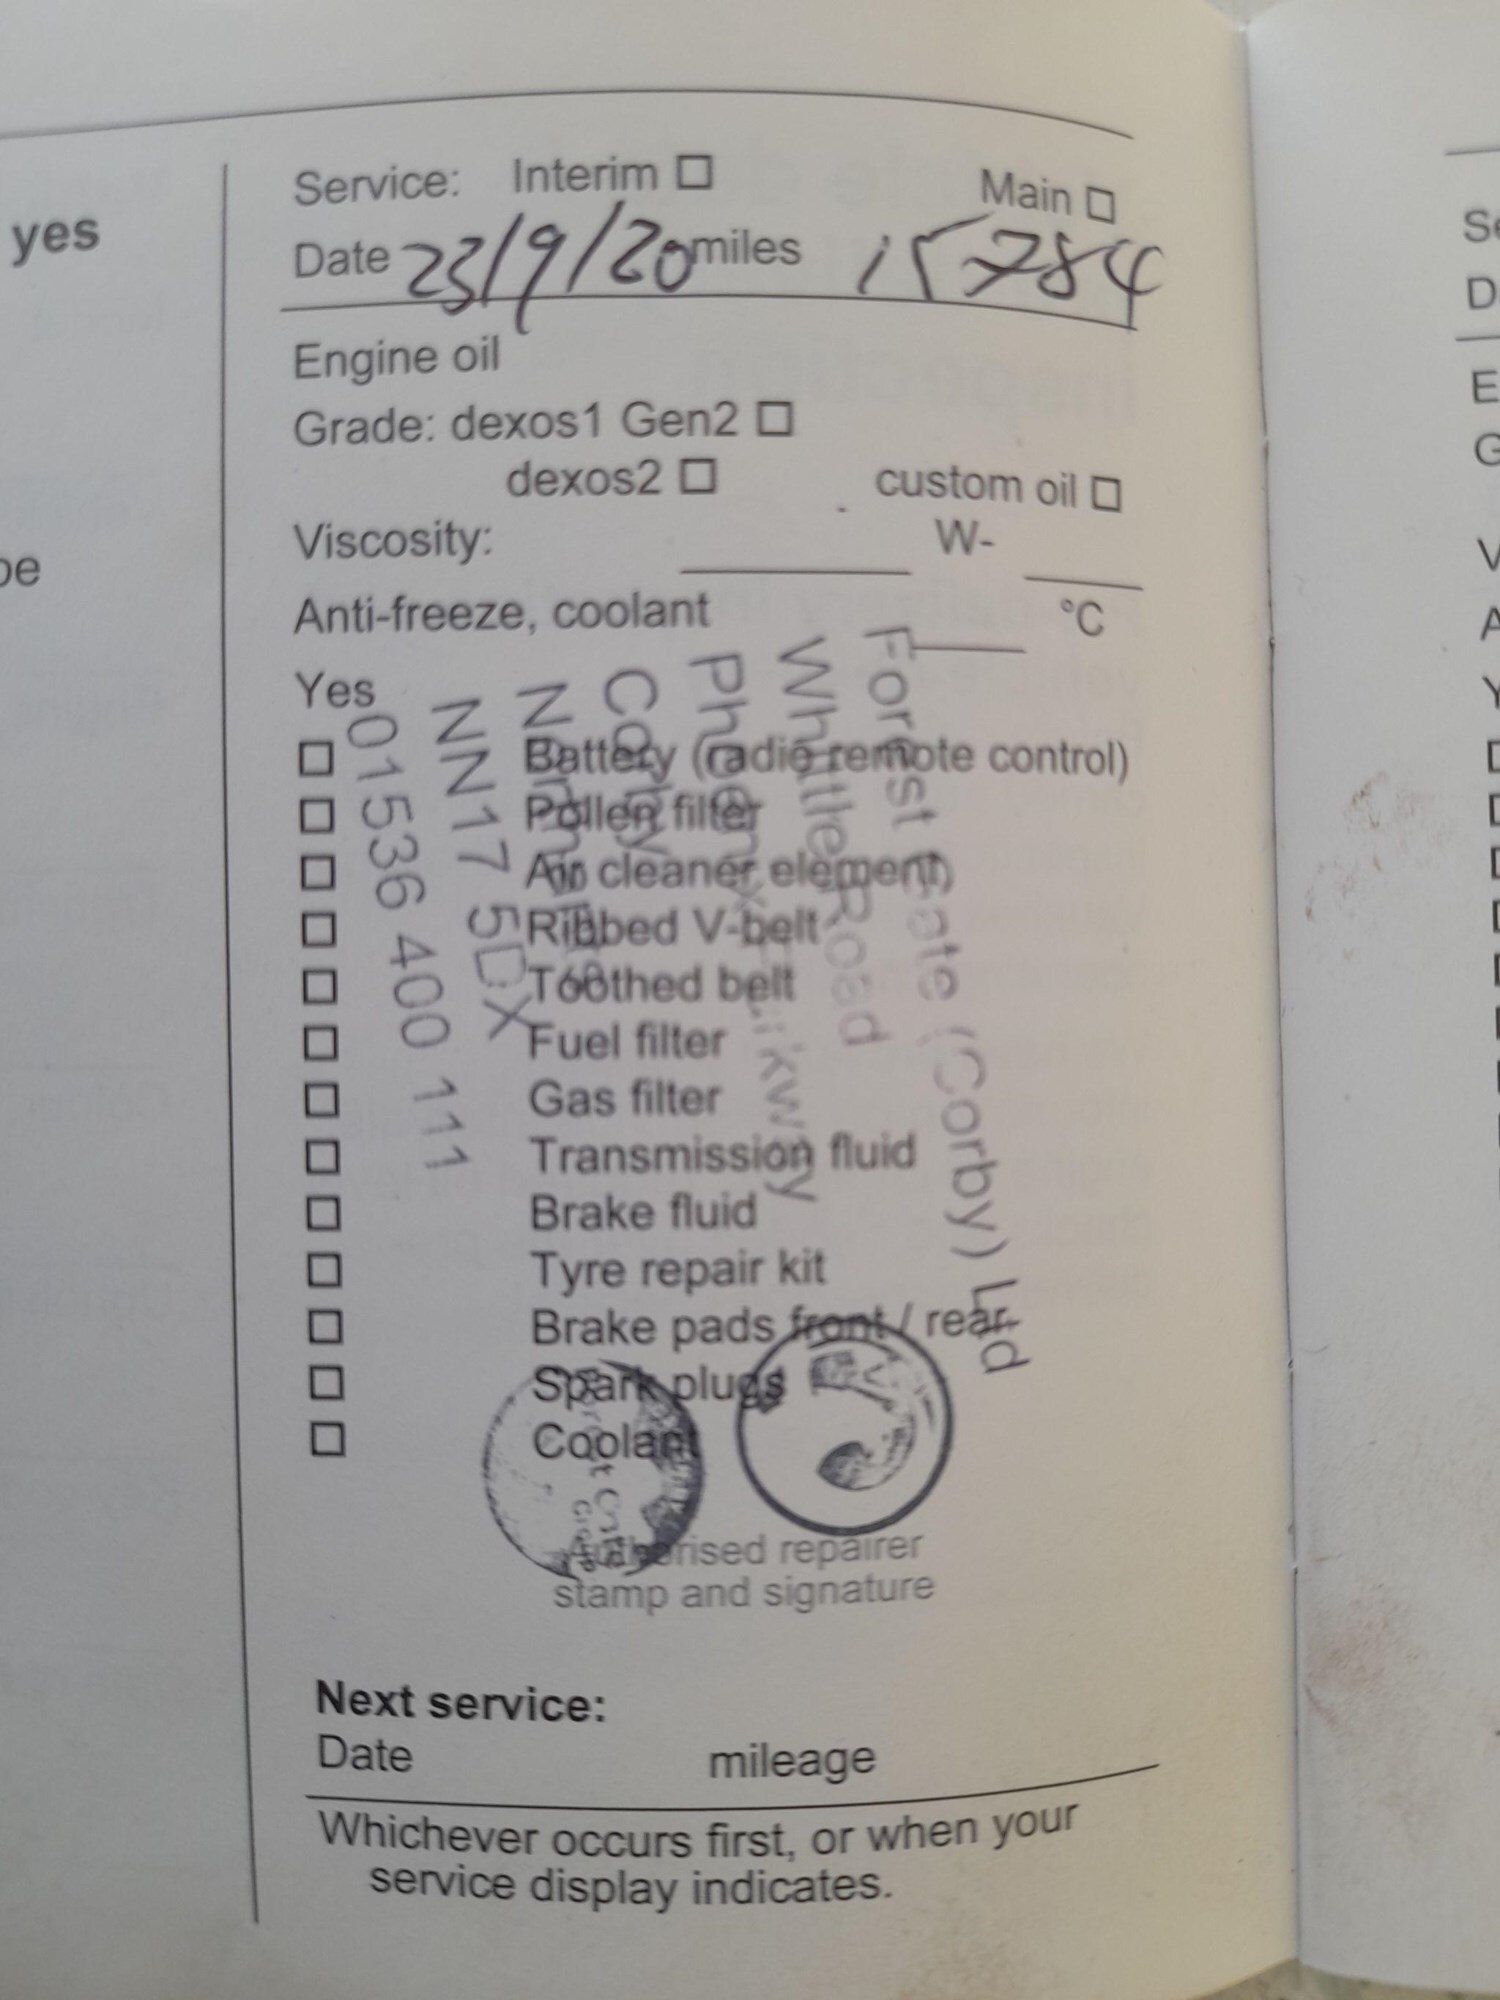 yes
be
Service: Interim ☐ Main ☐
Date 23/9/20 miles 15784
Engine oil
Grade: dexos1 Gen2 ☐
dexos2 ☐ custom oil ☐
Viscosity: W-
Anti-freeze, coolant °C
Yes
☐ Battery (radio remote control)
☐ Pollen filter
☐ Air cleaner element
☐ Ribbed V-belt
☐ Toothed belt
☐ Fuel filter
☐ Gas filter
☐ Transmission fluid
☐ Brake fluid
☐ Tyre repair kit
☐ Brake pads front / rear
☐ Spark plugs
☐ Coolant
Forest Gate (Corby) Ltd
Whittle Road
Phoenix Parkway
Corby
Northants
NN17 5DX
01536 400 111
Authorised repairer
stamp and signature
Next service:
Date mileage
Whichever occurs first, or when your
service display indicates.